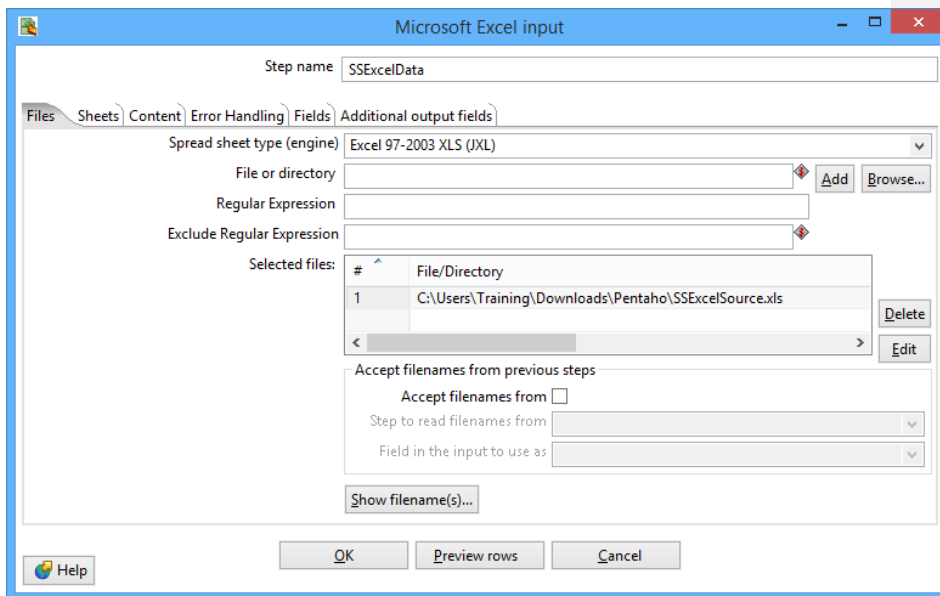 Microsoft Excel input
Step name SSExcelData
Files Sheets Content Error Handling Fields Additional output fields
Spread sheet type (engine) Excel 97-2003 XLS (JXL)
File or directory Add Browse...
Regular Expression
Exclude Regular Expression
Selected files: # File/Directory
1 C:\Users\Training\Downloads\Pentaho\SSExcelSource.xls
Delete
Edit
Accept filenames from previous steps
Accept filenames from
Step to read filenames from
Field in the input to use as
Show filename(s)...
OK Preview rows Cancel
Help